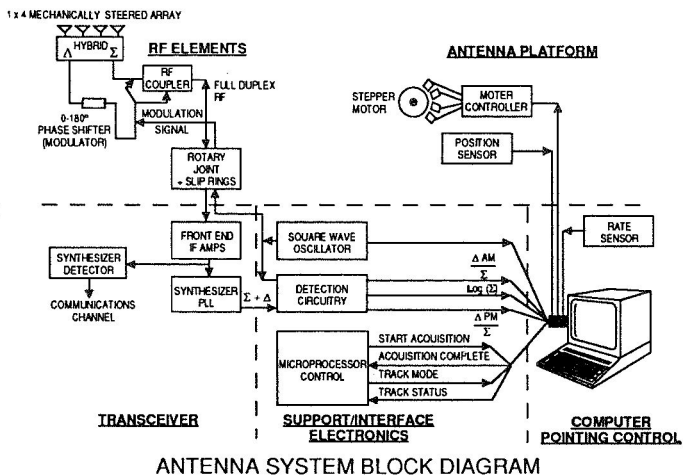 1 x 4 MECHANICALLY STEERED ARRAY
HYBRID
Δ Σ
RF ELEMENTS
RF
COUPLER
FULL DUPLEX
RF
0-180°
PHASE SHIFTER
(MODULATOR)
MODULATION
SIGNAL
ROTARY
JOINT
+ SLIP RINGS
ANTENNA PLATFORM
STEPPER
MOTOR
MOTER
CONTROLLER
POSITION
SENSOR
RATE
SENSOR
FRONT END
IF AMPS
SYNTHESIZER
DETECTOR
SYNTHESIZER
PLL
COMMUNICATIONS
CHANNEL
Σ + Δ
SQUARE WAVE
OSCILLATOR
DETECTION
CIRCUITRY
Δ AM
Σ
Log (Σ)
Δ PM
Σ
MICROPROCESSOR
CONTROL
START ACQUISITION
ACQUISITION COMPLETE
TRACK MODE
TRACK STATUS
TRANSCEIVER
SUPPORT/INTERFACE
ELECTRONICS
COMPUTER
POINTING CONTROL
ANTENNA SYSTEM BLOCK DIAGRAM